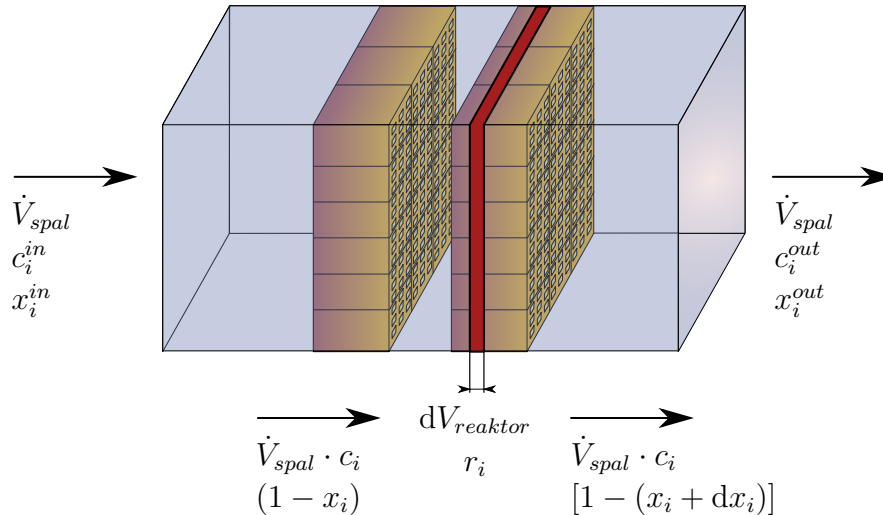 V̇_spal
c_i^in
x_i^in
V̇_spal
c_i^out
x_i^out
dV_reaktor
r_i
V̇_spal · c_i
(1 − x_i)
V̇_spal · c_i
[1 − (x_i + dx_i)]